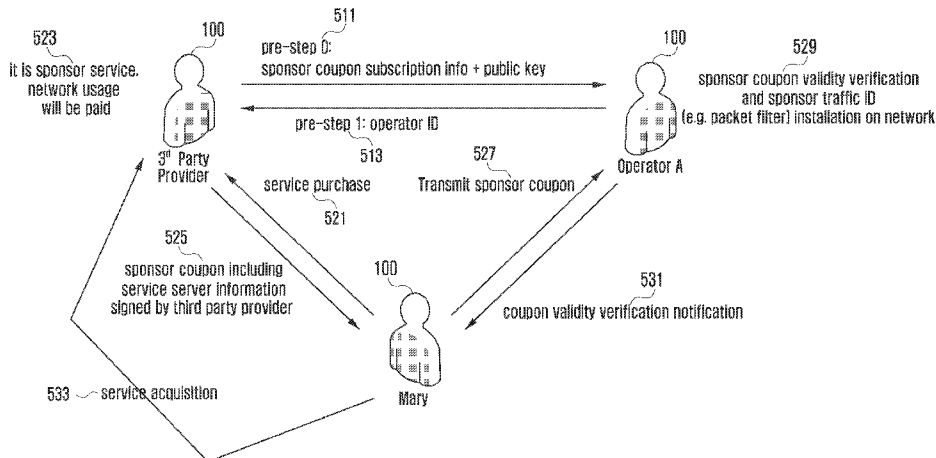 511
523
100
pre-step 0:
sponsor coupon subscription info + public key
100
529
it is sponsor service.
network usage
will be paid
sponsor coupon validity verification
and sponsor traffic ID
(e.g. packet filter) installation on network
pre-step 1: operator ID
513
3rd Party
Provider
527
Operator A
service purchase
521
Transmit sponsor coupon
525
sponsor coupon including
service server information
signed by third party provider
100
531
coupon validity verification notification
533
service acquisition
Mary